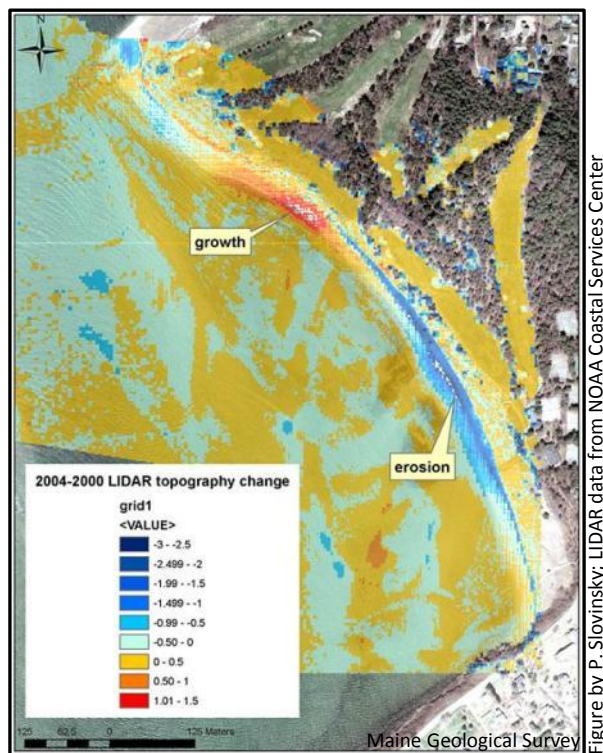 N
growth
erosion
2004-2000 LIDAR topography change
grid1
<VALUE>
-3 - -2.5
-2.499 - -2
-1.99 - -1.5
-1.499 - -1
-0.99 - -0.5
-0.50 - 0
0 - 0.5
0.50 - 1
1.01 - 1.5
125 62.5 0 125 Meters
Maine Geological Survey
Figure by P. Slovinsky; LIDAR data from NOAA Coastal Services Center